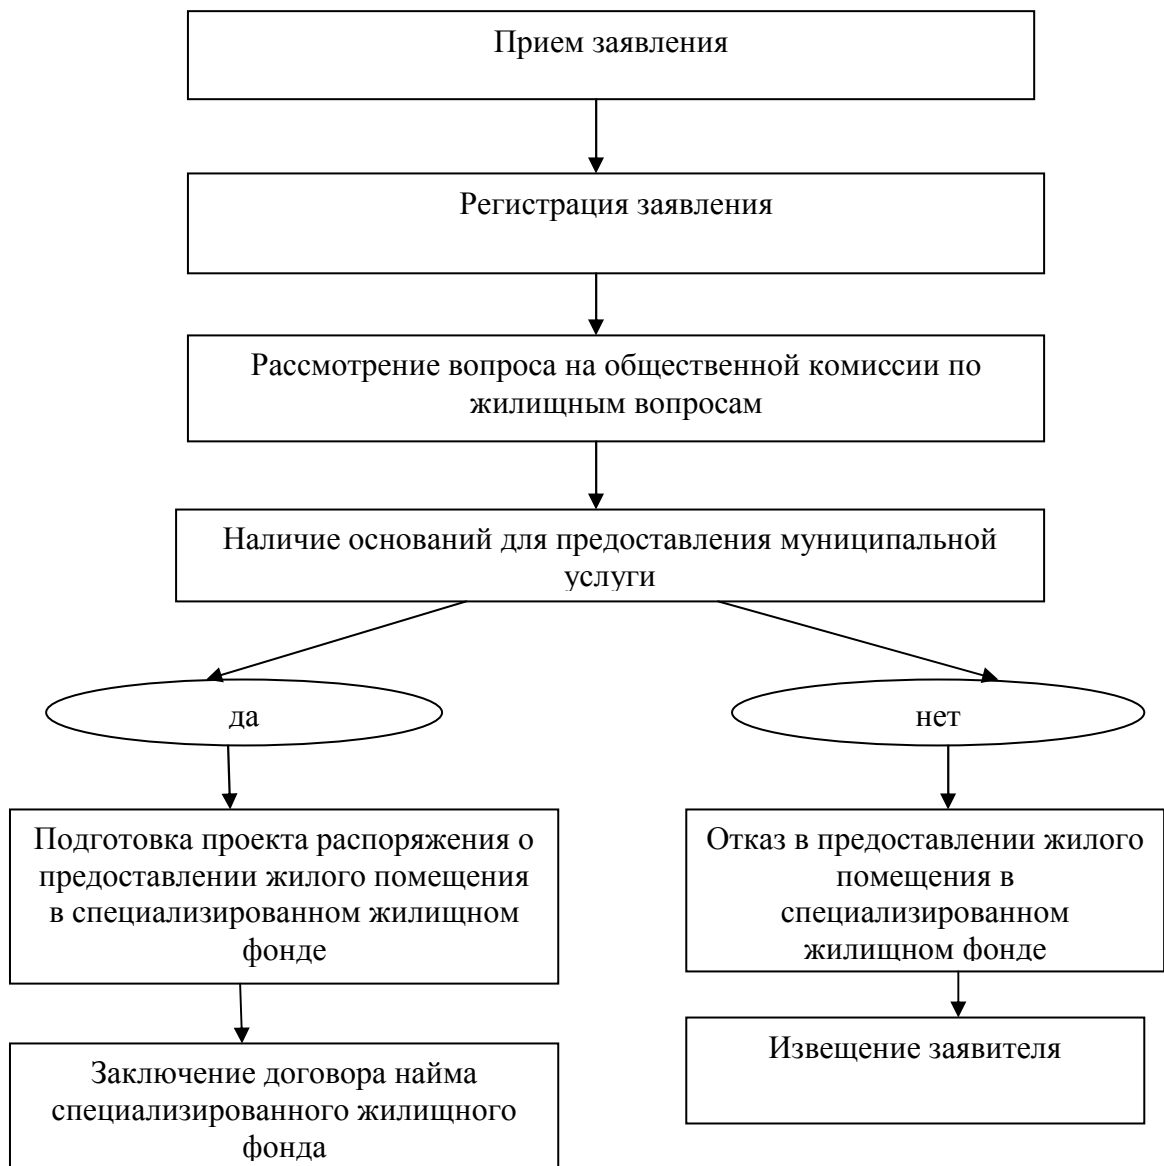 Прием заявления
Регистрация заявления
Рассмотрение вопроса на общественной комиссии по
жилищным вопросам
Наличие оснований для предоставления муниципальной
услуги
да
нет
Подготовка проекта распоряжения о
предоставлении жилого помещения
в специализированном жилищном
фонде
Отказ в предоставлении жилого
помещения в
специализированном
жилищном фонде
Заключение договора найма
специализированного жилищного
фонда
Извещение заявителя